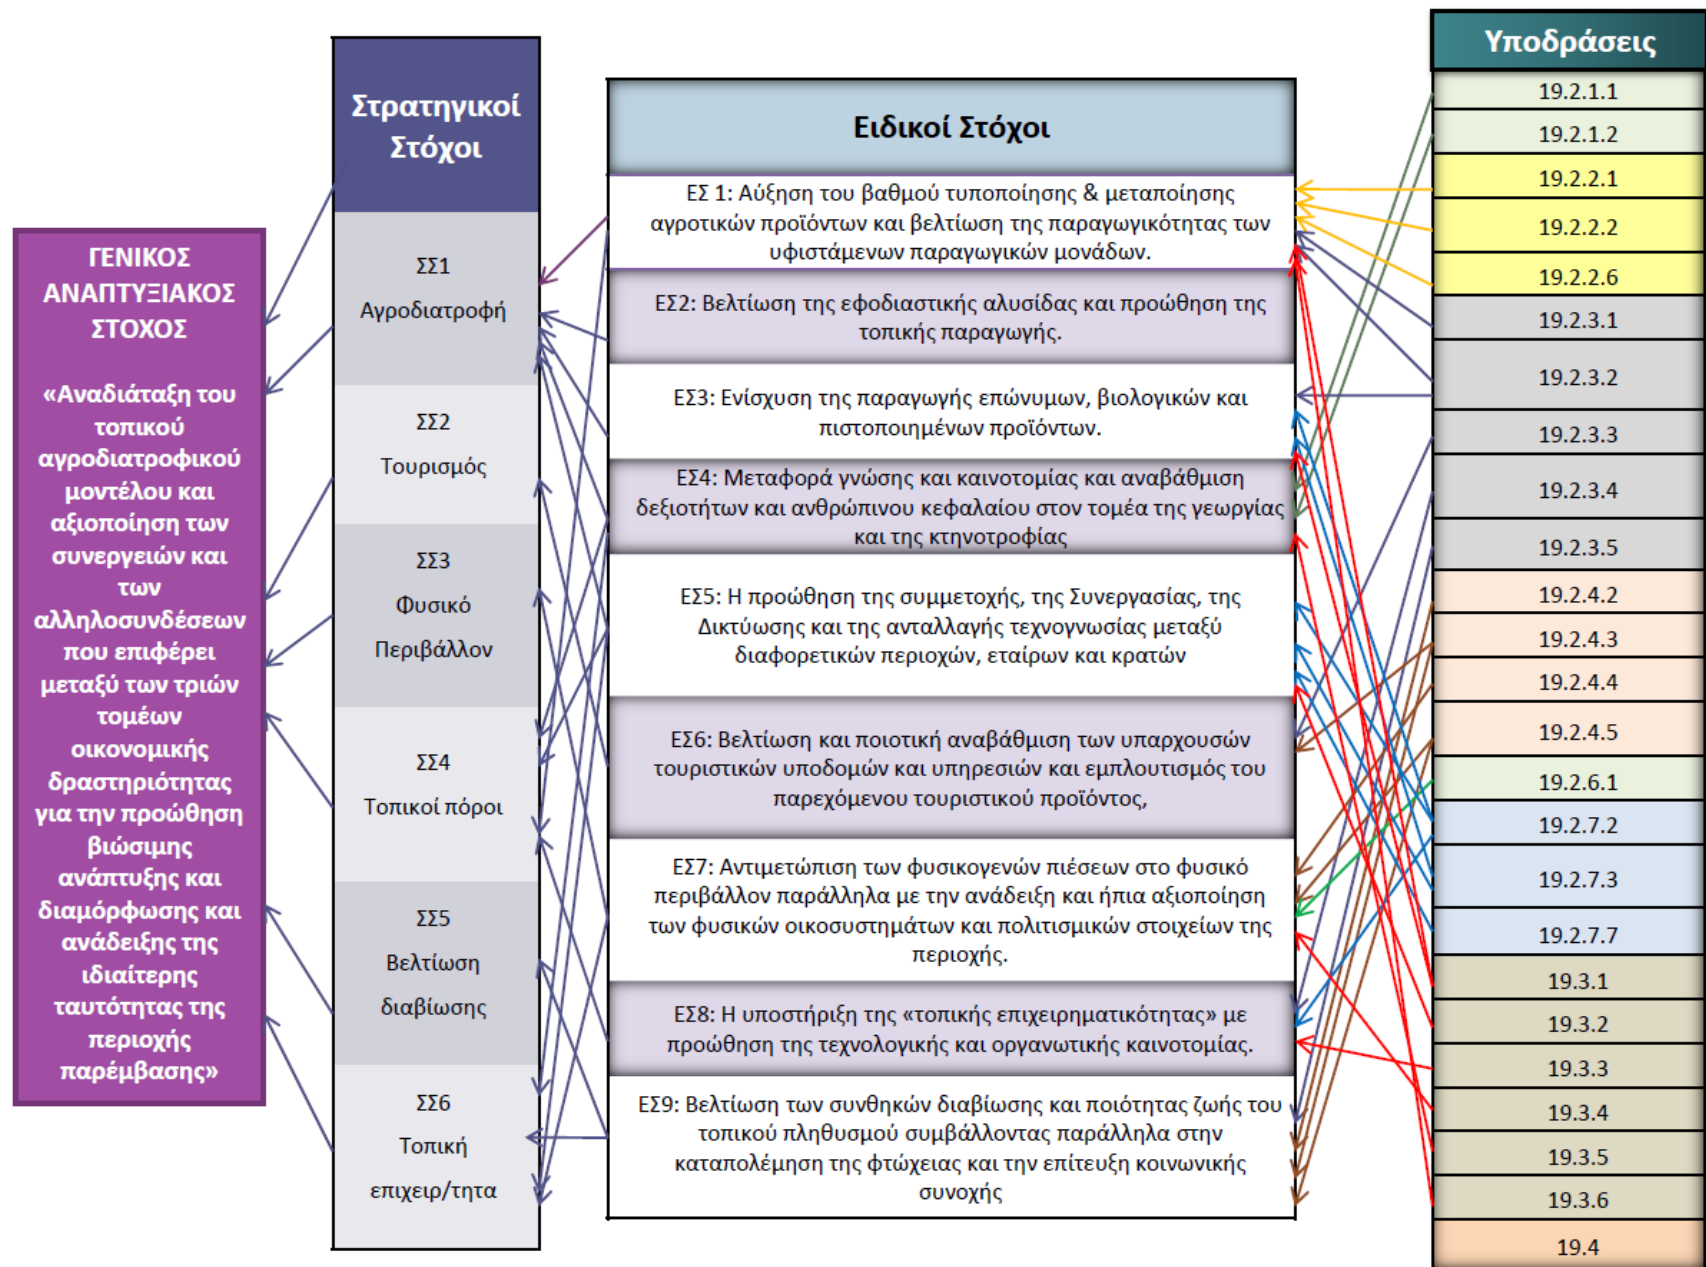 ΓΕΝΙΚΟΣ
ΑΝΑΠΤΥΞΙΑΚΟΣ
ΣΤΟΧΟΣ
«Αναδιάταξη του
τοπικού
αγροδιατροφικού
μοντέλου και
αξιοποίηση των
συνεργειών και
των
αλληλοσυνδέσεων
που επιφέρει
μεταξύ των τριών
τομέων
οικονομικής
δραστηριότητας
για την προώθηση
βιώσιμης
ανάπτυξης και
διαμόρφωσης και
ανάδειξης της
ιδιαίτερης
ταυτότητας της
περιοχής
παρέμβασης»
Στρατηγικοί
Στόχοι
ΣΣ1
Αγροδιατροφή
ΣΣ2
Τουρισμός
ΣΣ3
Φυσικό
Περιβάλλον
ΣΣ4
Τοπικοί πόροι
ΣΣ5
Βελτίωση
διαβίωσης
ΣΣ6
Τοπική
επιχειρ/τητα
Ειδικοί Στόχοι
ΕΣ 1: Αύξηση του βαθμού τυποποίησης & μεταποίησης
αγροτικών προϊόντων και βελτίωση της παραγωγικότητας των
υφιστάμενων παραγωγικών μονάδων.
ΕΣ2: Βελτίωση της εφοδιαστικής αλυσίδας και προώθηση της
τοπικής παραγωγής.
ΕΣ3: Ενίσχυση της παραγωγής επώνυμων, βιολογικών και
πιστοποιημένων προϊόντων.
ΕΣ4: Μεταφορά γνώσης και καινοτομίας και αναβάθμιση
δεξιοτήτων και ανθρώπινου κεφαλαίου στον τομέα της γεωργίας
και της κτηνοτροφίας
ΕΣ5: Η προώθηση της συμμετοχής, της Συνεργασίας, της
Δικτύωσης και της ανταλλαγής τεχνογνωσίας μεταξύ
διαφορετικών περιοχών, εταίρων και κρατών
ΕΣ6: Βελτίωση και ποιοτική αναβάθμιση των υπαρχουσών
τουριστικών υποδομών και υπηρεσιών και εμπλουτισμός του
παρεχόμενου τουριστικού προϊόντος,
ΕΣ7: Αντιμετώπιση των φυσικογενών πιέσεων στο φυσικό
περιβάλλον παράλληλα με την ανάδειξη και ήπια αξιοποίηση
των φυσικών οικοσυστημάτων και πολιτισμικών στοιχείων της
περιοχής.
ΕΣ8: Η υποστήριξη της «τοπικής επιχειρηματικότητας» με
προώθηση της τεχνολογικής και οργανωτικής καινοτομίας.
ΕΣ9: Βελτίωση των συνθηκών διαβίωσης και ποιότητας ζωής του
τοπικού πληθυσμού συμβάλλοντας παράλληλα στην
καταπολέμηση της φτώχειας και την επίτευξη κοινωνικής
συνοχής
Υποδράσεις
19.2.1.1
19.2.1.2
19.2.2.1
19.2.2.2
19.2.2.6
19.2.3.1
19.2.3.2
19.2.3.3
19.2.3.4
19.2.3.5
19.2.4.2
19.2.4.3
19.2.4.4
19.2.4.5
19.2.6.1
19.2.7.2
19.2.7.3
19.2.7.7
19.3.1
19.3.2
19.3.3
19.3.4
19.3.5
19.3.6
19.4